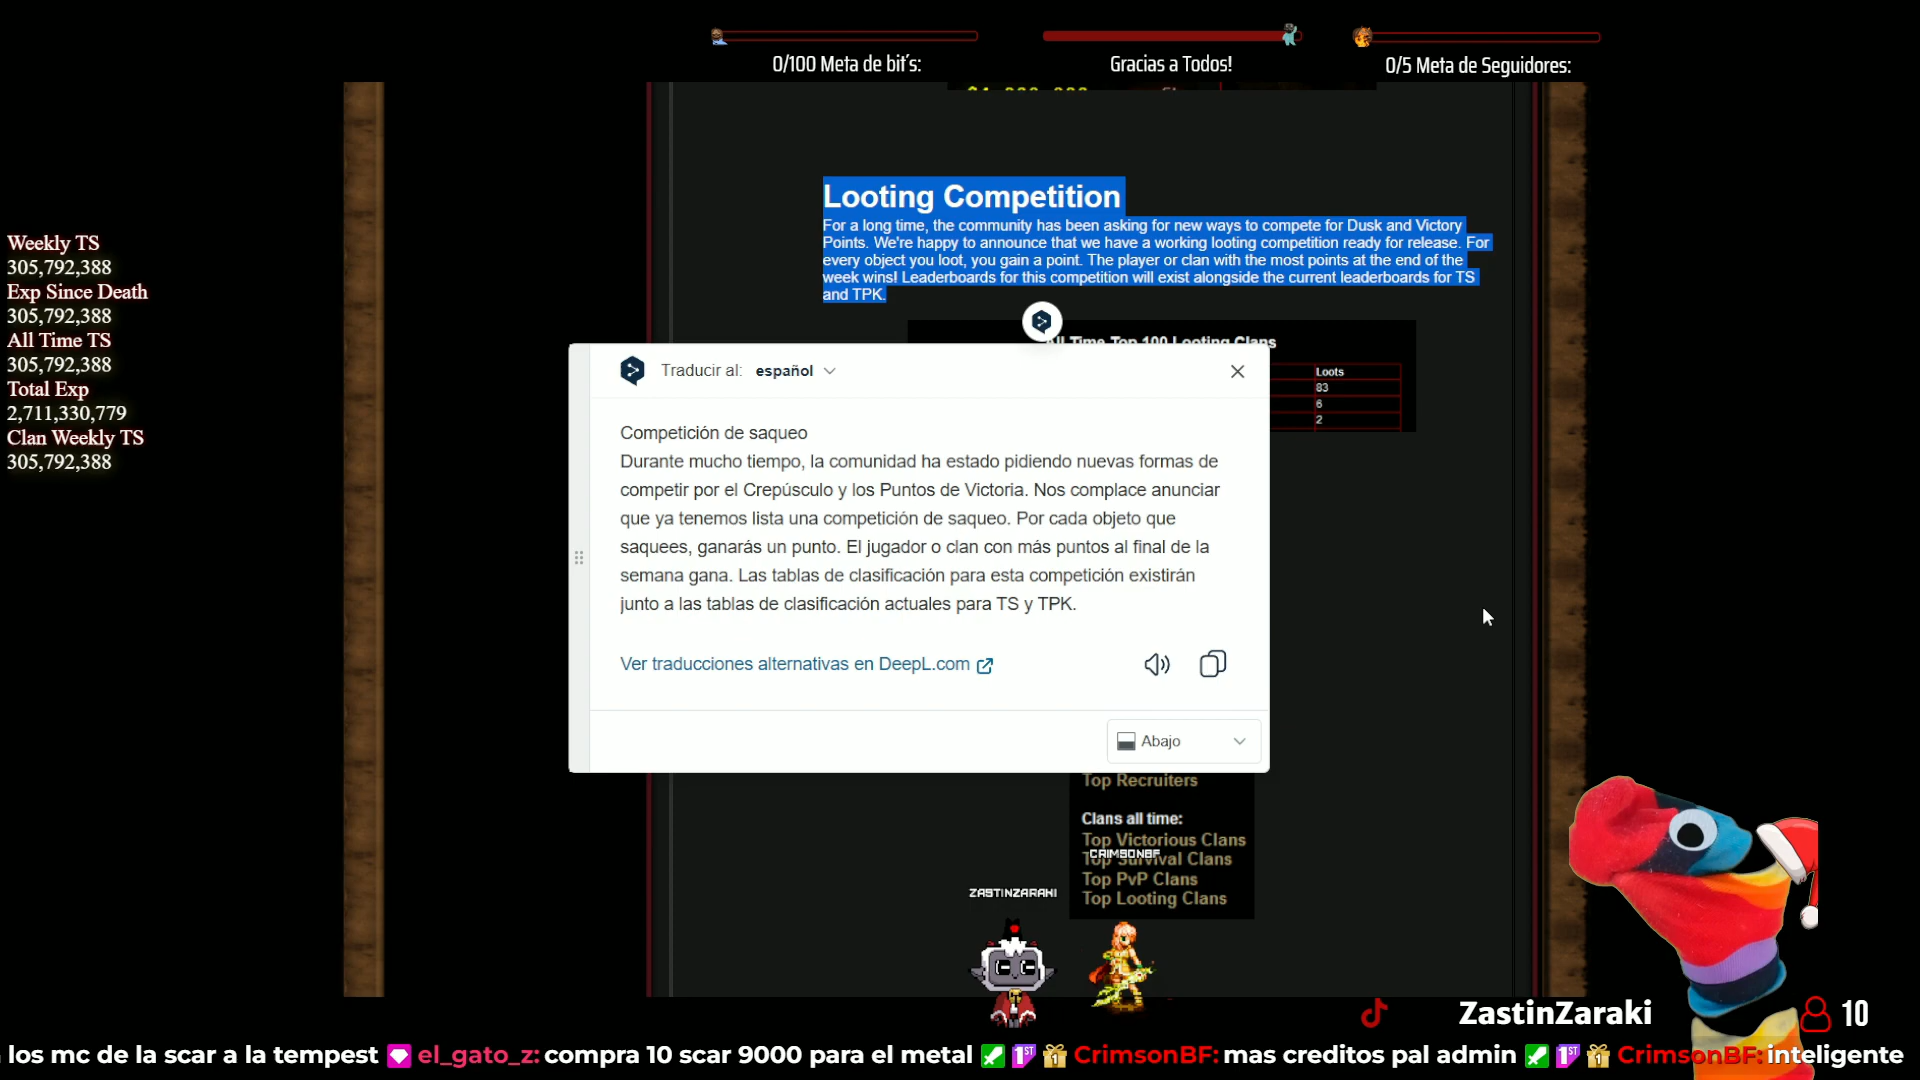 0/100 Meta de bit's:
Gracias a Todos!
0/5 Meta de Seguidores:
Weekly TS
305,792,388
Exp Since Death
305,792,388
All Time TS
305,792,388
Total Exp
2,711,330,779
Clan Weekly TS
305,792,388
Looting Competition
For a long time, the community has been asking for new ways to compete for Dusk and Victory
Points. We're happy to announce that we have a working looting competition ready for release. For
every object you loot, you gain a point. The player or clan with the most points at the end of the
week wins! Leaderboards for this competition will exist alongside the current leaderboards for TS
and TPK.
All Time Top 100 Looting Clans
Loots
83
6
2
Traducir al: español
Competición de saqueo
Durante mucho tiempo, la comunidad ha estado pidiendo nuevas formas de
competir por el Crepúsculo y los Puntos de Victoria. Nos complace anunciar
que ya tenemos lista una competición de saqueo. Por cada objeto que
saquees, ganarás un punto. El jugador o clan con más puntos al final de la
semana gana. Las tablas de clasificación para esta competición existirán
junto a las tablas de clasificación actuales para TS y TPK.
Ver traducciones alternativas en DeepL.com
Abajo
Top Recruiters
Clans all time:
Top Victorious Clans
CRIMSONBF
Top Survival Clans
Top PvP Clans
Top Looting Clans
ZASTINZARAKI
ZastinZaraki
10
los mc de la scar a la tempest el_gato_z: compra 10 scar 9000 para el metal 1ST 1 CrimsonBF: mas creditos pal admin 1ST 1 CrimsonBF: inteligente